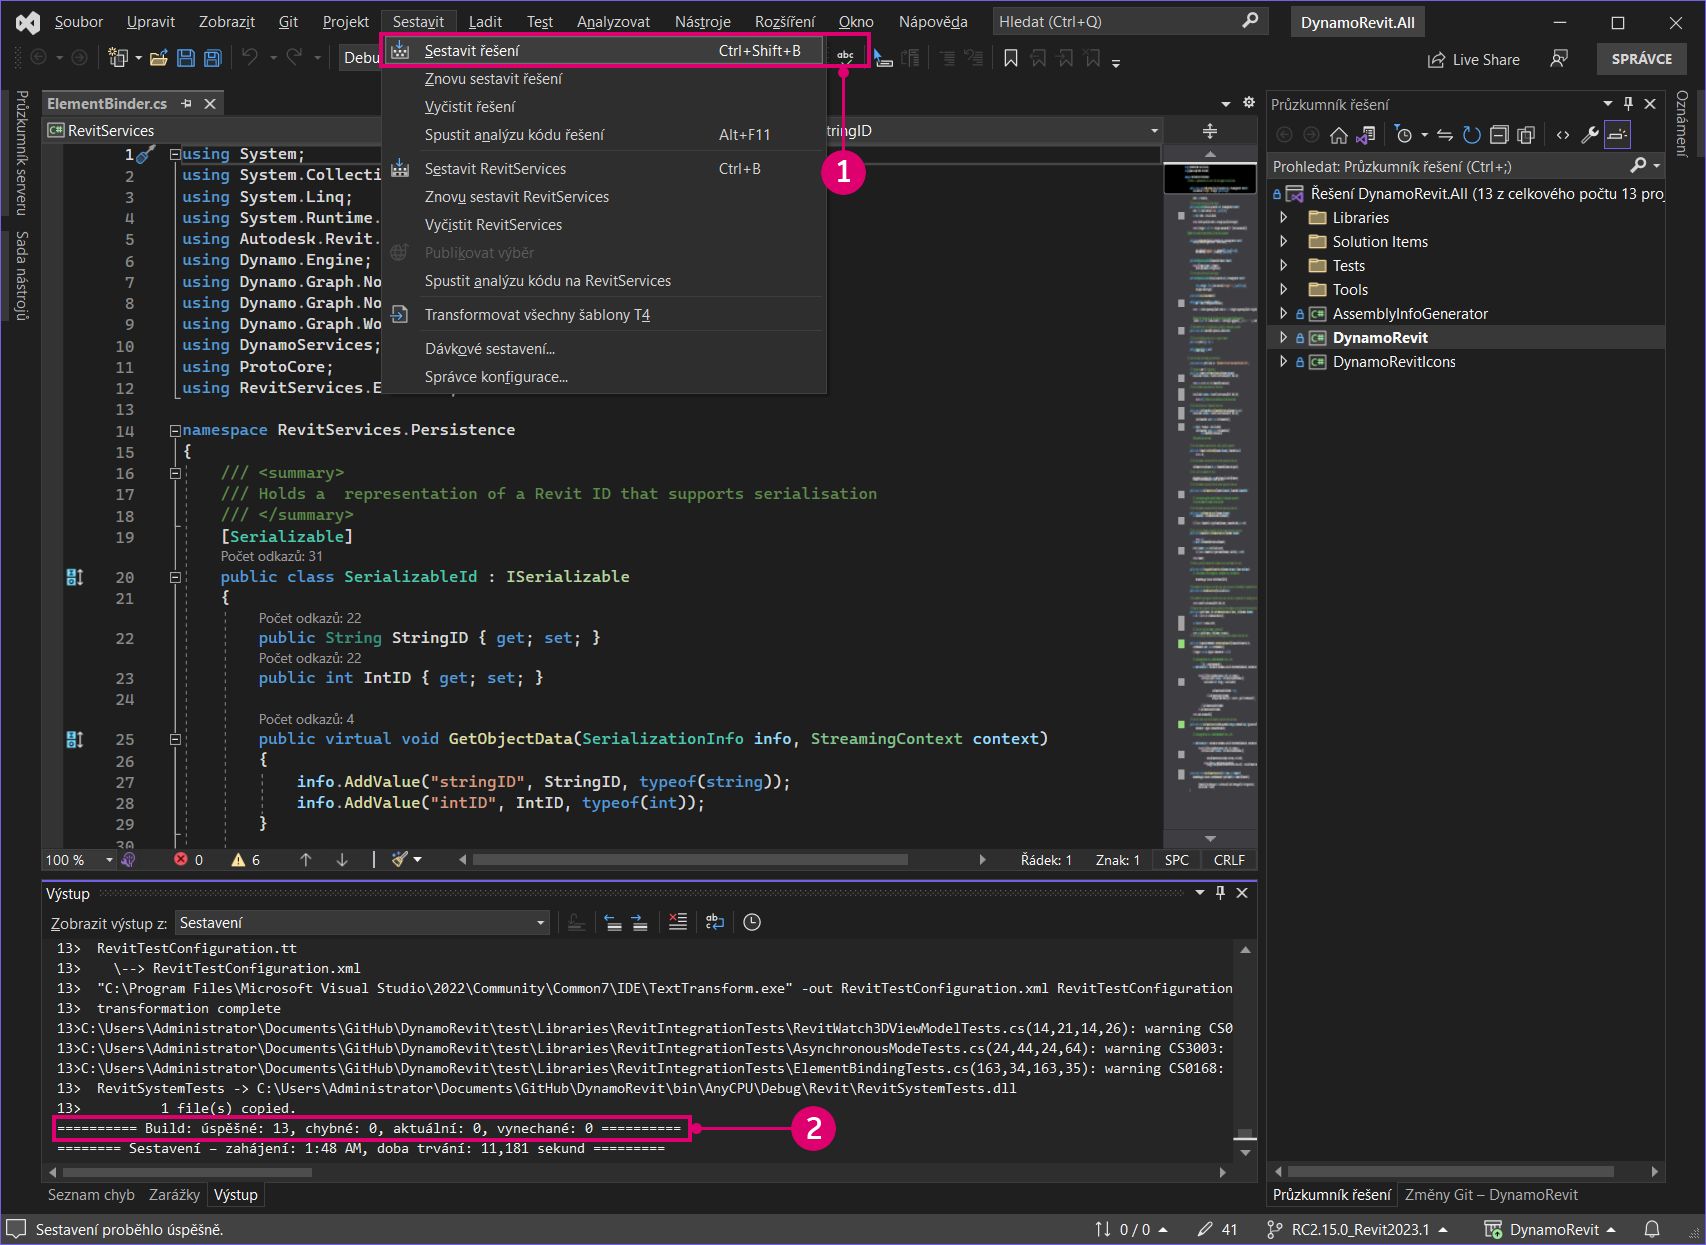 Soubor Upravit Zobrazit Git Projekt Sestavit Ladit Test Analyzovat Nástroje Rozšíření Okno Nápověda Hledat (Ctrl+Q) DynamoRevit.All
Debu
Live Share SPRÁVCE
Sestavit řešení Ctrl+Shift+B
Znovu sestavit řešení
Vyčistit řešení
Spustit analýzu kódu řešení Alt+F11
Sestavit RevitServices Ctrl+B
Znovu sestavit RevitServices
Vyčistit RevitServices
Publikovat výběr
Spustit analýzu kódu na RevitServices
Transformovat všechny šablony T4
Dávkové sestavení...
Správce konfigurace...
abc
1
Průzkumník serveru
Sada nástrojů
ElementBinder.cs
RevitServices
tringID
1 using System;
2 using System.Collecti
3 using System.Linq;
4 using System.Runtime.
5 using Autodesk.Revit.
6 using Dynamo.Engine;
7 using Dynamo.Graph.No
8 using Dynamo.Graph.No
9 using Dynamo.Graph.Wo
10 using DynamoServices;
11 using ProtoCore;
12 using RevitServices.E
13
14 namespace RevitServices.Persistence
15 {
16 /// <summary>
17 /// Holds a  representation of a Revit ID that supports serialisation
18 /// </summary>
19 [Serializable]
Počet odkazů: 31
20 public class SerializableId : ISerializable
21 {
Počet odkazů: 22
22 public String StringID { get; set; }
Počet odkazů: 22
23 public int IntID { get; set; }
24
Počet odkazů: 4
25 public virtual void GetObjectData(SerializationInfo info, StreamingContext context)
26 {
27 info.AddValue("stringID", StringID, typeof(string));
28 info.AddValue("intID", IntID, typeof(int));
29 }
30
100 % 0 6 Řádek: 1 Znak: 1 SPC CRLF
Výstup
Zobrazit výstup z: Sestavení
13> RevitTestConfiguration.tt
13> \--> RevitTestConfiguration.xml
13> "C:\Program Files\Microsoft Visual Studio\2022\Community\Common7\IDE\TextTransform.exe" -out RevitTestConfiguration.xml RevitTestConfiguration
13> transformation complete
13>C:\Users\Administrator\Documents\GitHub\DynamoRevit\test\Libraries\RevitIntegrationTests\RevitWatch3DViewModelTests.cs(14,21,14,26): warning CS0
13>C:\Users\Administrator\Documents\GitHub\DynamoRevit\test\Libraries\RevitIntegrationTests\AsynchronousModeTests.cs(24,44,24,64): warning CS3003:
13>C:\Users\Administrator\Documents\GitHub\DynamoRevit\test\Libraries\RevitIntegrationTests\ElementBindingTests.cs(163,34,163,35): warning CS0168:
13> RevitSystemTests -> C:\Users\Administrator\Documents\GitHub\DynamoRevit\bin\AnyCPU\Debug\Revit\RevitSystemTests.dll
13> 1 file(s) copied.
========== Build: úspěšné: 13, chybné: 0, aktuální: 0, vynechané: 0 ==========
2
======== Sestavení – zahájení: 1:48 AM, doba trvání: 11,181 sekund =========
Seznam chyb Zarážky Výstup
Průzkumník řešení
Prohledat: Průzkumník řešení (Ctrl+;)
Řešení DynamoRevit.All (13 z celkového počtu 13 proj
Libraries
Solution Items
Tests
Tools
AssemblyInfoGenerator
DynamoRevit
DynamoRevitIcons
Průzkumník řešení Změny Git – DynamoRevit
Oznámení
Sestavení proběhlo úspěšně. 0 / 0 41 RC2.15.0_Revit2023.1 DynamoRevit